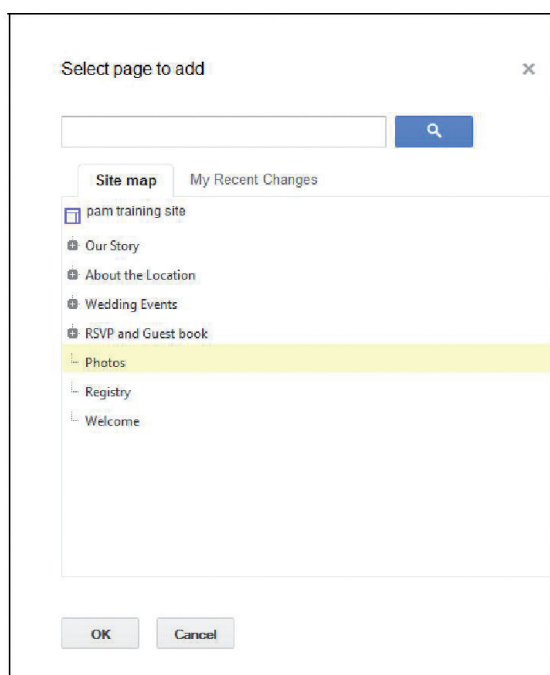 Select page to add
Site map My Recent Changes
pam training site
Our Story
About the Location
Wedding Events
RSVP and Guest book
Photos
Registry
Welcome
OK Cancel